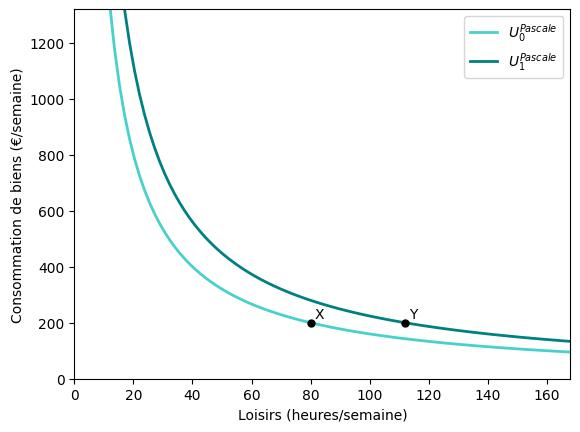 1200
1000
800
600
400
200
0
Consommation de biens (€/semaine)
U_0^{Pascale}
U_1^{Pascale}
X
Y
0 20 40 60 80 100 120 140 160
Loisirs (heures/semaine)